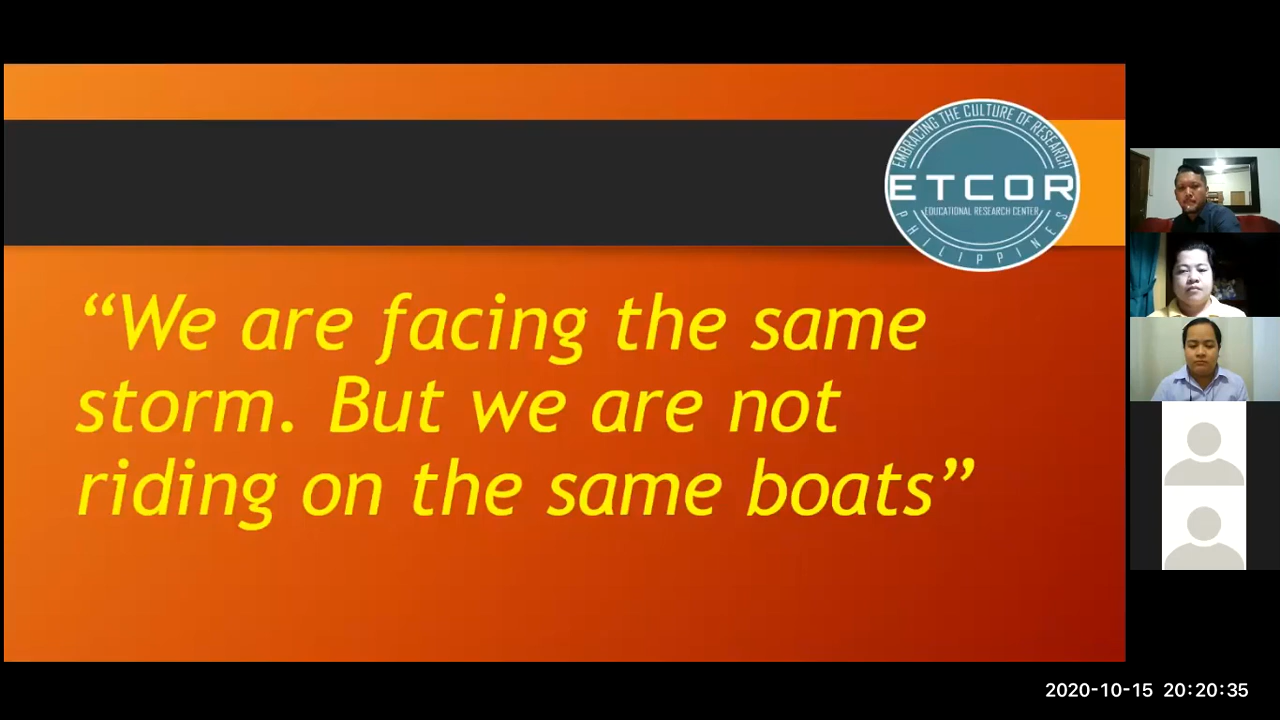 EMBRACING THE CULTURE OF RESEARCH
ETCOR
EDUCATIONAL RESEARCH CENTER
PHILIPPINES
“We are facing the same
storm. But we are not
riding on the same boats”
2020-10-15 20:20:35